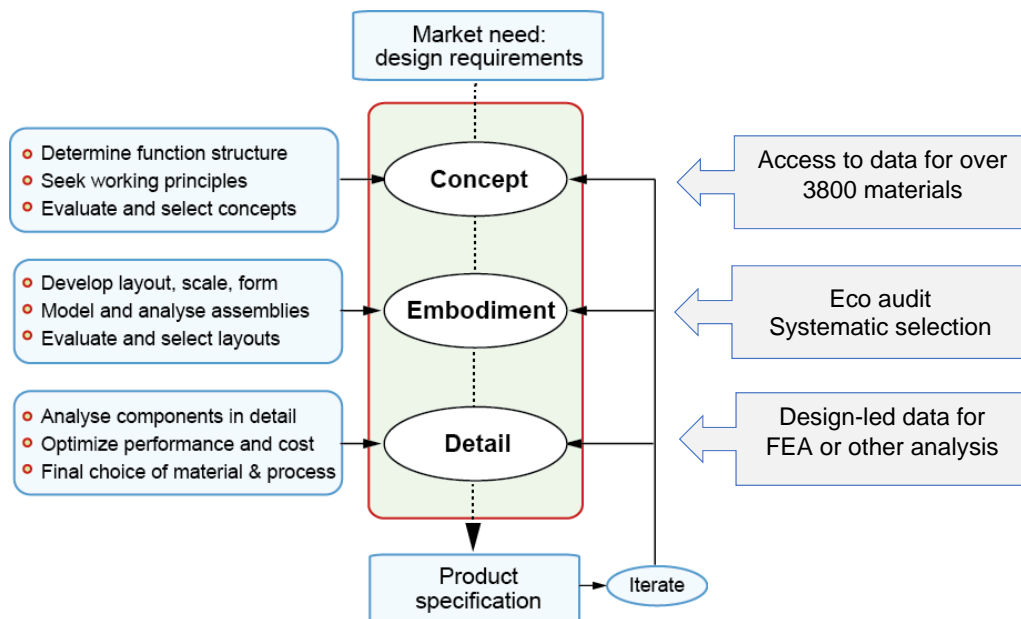 Market need:
design requirements
Determine function structure
Seek working principles
Evaluate and select concepts
Concept
Access to data for over
3800 materials
Develop layout, scale, form
Model and analyse assemblies
Evaluate and select layouts
Embodiment
Eco audit
Systematic selection
Analyse components in detail
Optimize performance and cost
Final choice of material & process
Detail
Design-led data for
FEA or other analysis
Product
specification
Iterate